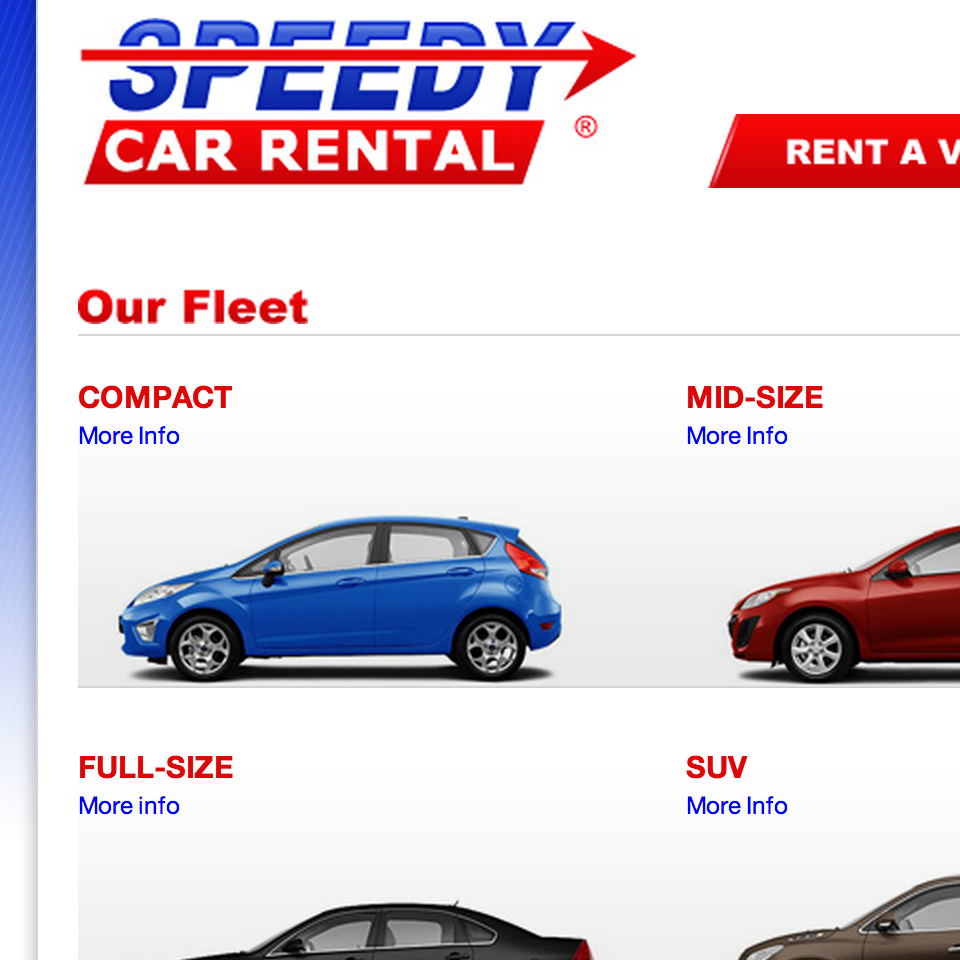 SPEEDY
CAR RENTAL
®
RENT A V
Our Fleet
COMPACT
More Info
MID-SIZE
More Info
FULL-SIZE
More info
SUV
More Info